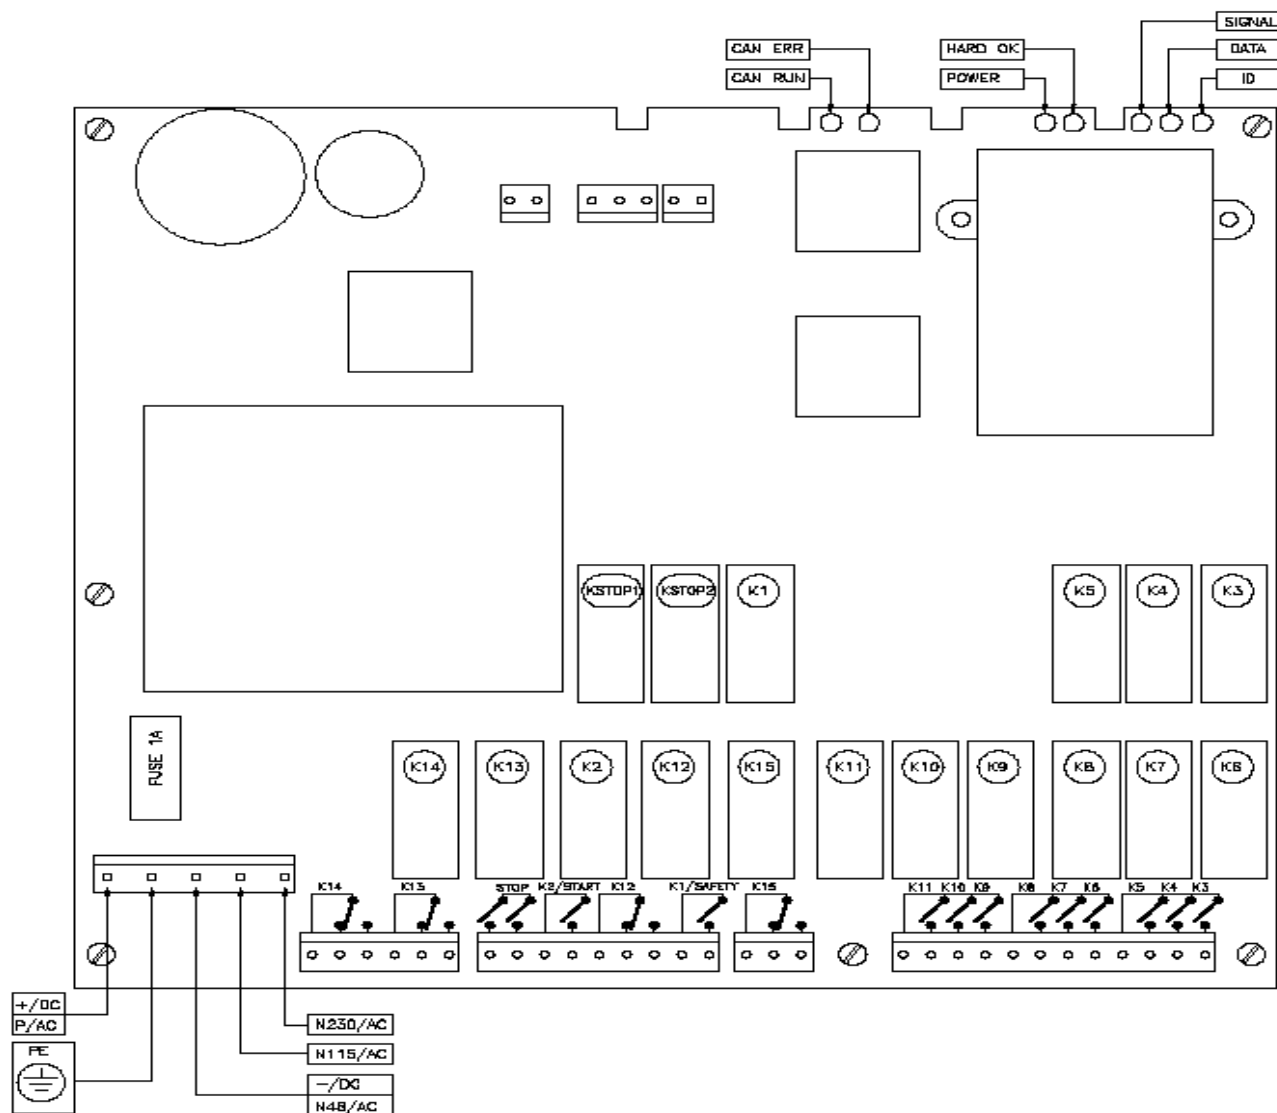 SIGNAL
CAN ERR
HARD OK
DATA
CAN RUN
POWER
ID
KSTOP1
KSTOP2
K1
K5
K4
K3
FUSE 1A
K14
K13
K2
K12
K15
K11
K10
K9
K8
K7
K6
K14
K13
STOP
K2/START
K12
K1/SAFETY
K15
K11
K10
K9
K8
K7
K6
K5
K4
K3
+/DC
P/AC
N230/AC
PE
N115/AC
-/DC
N48/AC